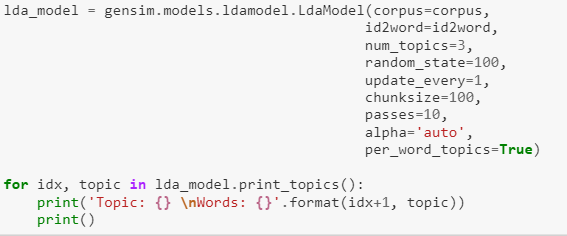 lda_model = gensim.models.ldamodel.LdaModel(corpus=corpus,
                                           id2word=id2word,
                                           num_topics=3,
                                           random_state=100,
                                           update_every=1,
                                           chunksize=100,
                                           passes=10,
                                           alpha='auto',
                                           per_word_topics=True)
for idx, topic in lda_model.print_topics():
    print('Topic: {} \nWords: {}'.format(idx+1, topic))
    print()